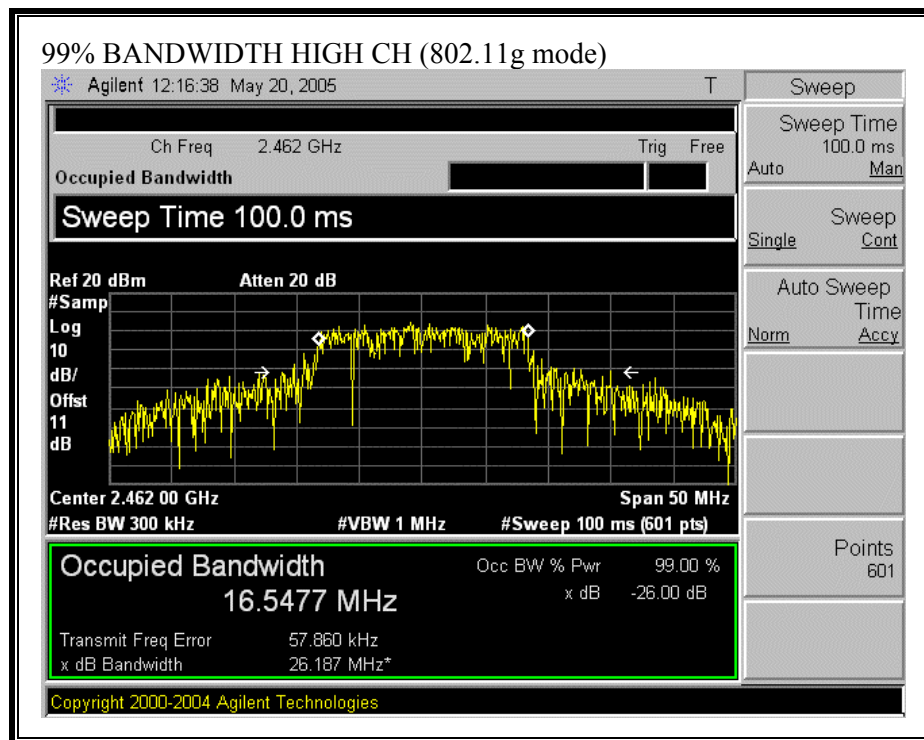 99% BANDWIDTH HIGH CH (802.11g mode)
Agilent 12:16:38 May 20, 2005 T
Sweep
Ch Freq 2.462 GHz Trig Free
Occupied Bandwidth
Sweep Time 100.0 ms
Sweep Time
100.0 ms
Auto Man
Sweep
Single Cont
Auto Sweep
Time
Norm Accy
Ref 20 dBm Atten 20 dB
#Samp
Log
10
dB/
Offst
11
dB
Center 2.462 00 GHz Span 50 MHz
#Res BW 300 kHz #VBW 1 MHz #Sweep 100 ms (601 pts)
Points
601
Occupied Bandwidth
16.5477 MHz
Occ BW % Pwr 99.00 %
x dB -26.00 dB
Transmit Freq Error 57.860 kHz
x dB Bandwidth 26.187 MHz*
Copyright 2000-2004 Agilent Technologies